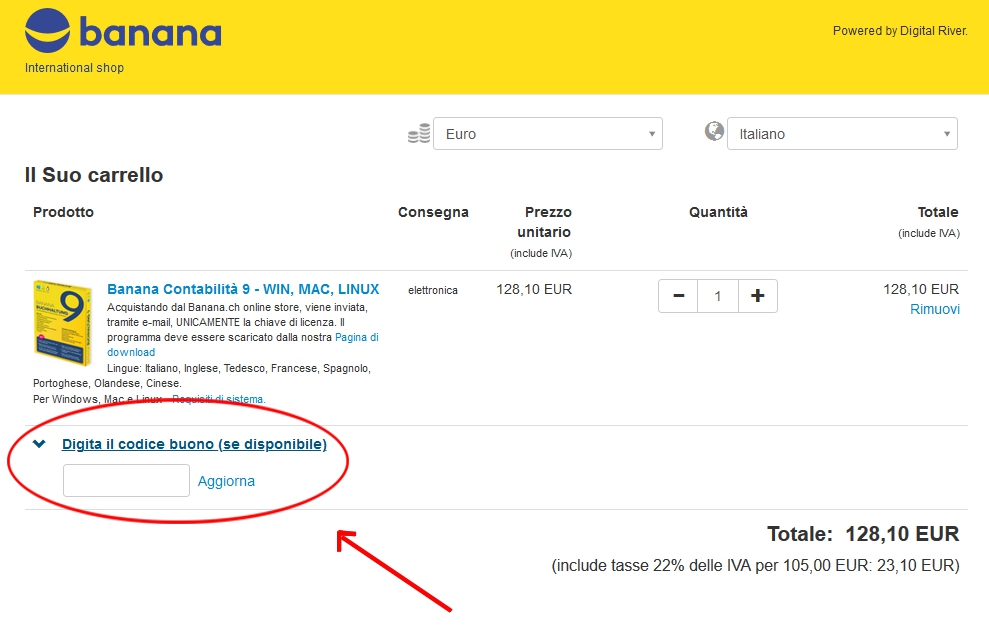 banana
International shop
Powered by Digital River.
Euro
Italiano
Il Suo carrello
Prodotto
Consegna
Prezzo
unitario
(include IVA)
Quantità
Totale
(include IVA)
9
Banana Contabilità 9 - WIN, MAC, LINUX
Acquistando dal Banana.ch online store, viene inviata,
tramite e-mail, UNICAMENTE la chiave di licenza. Il
programma deve essere scaricato dalla nostra Pagina di
download
Lingue: Italiano, Inglese, Tedesco, Francese, Spagnolo,
Portoghese, Olandese, Cinese.
Per Windows, Mac e Linux - Requisiti di sistema.
elettronica
128,10 EUR
1
128,10 EUR
Rimuovi
Digita il codice buono (se disponibile)
Aggiorna
Totale: 128,10 EUR
(include tasse 22% delle IVA per 105,00 EUR: 23,10 EUR)